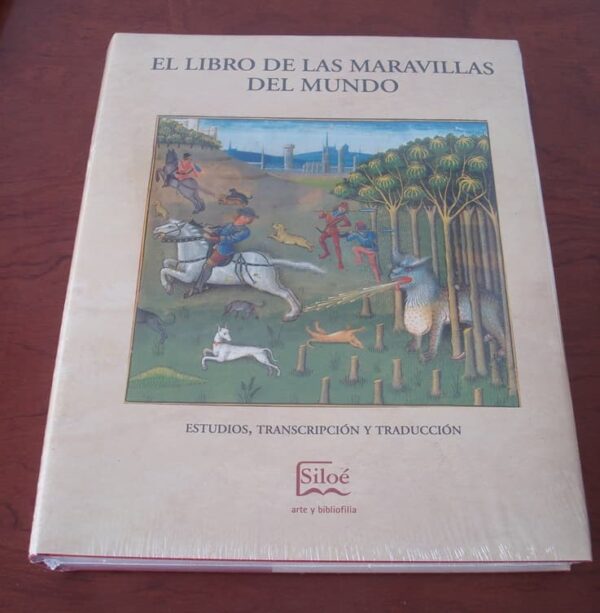 EL LIBRO DE LAS MARAVILLAS
DEL MUNDO
ESTUDIOS, TRANSCRIPCIÓN Y TRADUCCIÓN
Siloé
arte y bibliofilia